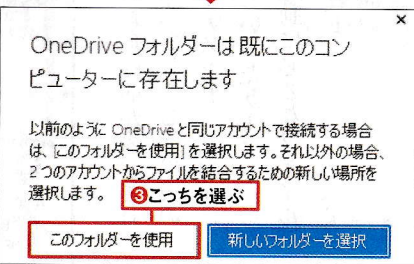 ×
OneDrive フォルダーは既にこのコン
ピューターに存在します
以前のように OneDrive と同じアカウントで接続する場合
は、[このフォルダーを使用] を選択します。それ以外の場合、
2 つのアカウントからファイルを結合するための新しい場所を
選択します。
❸こっちを選ぶ
このフォルダーを使用
新しいフォルダーを選択